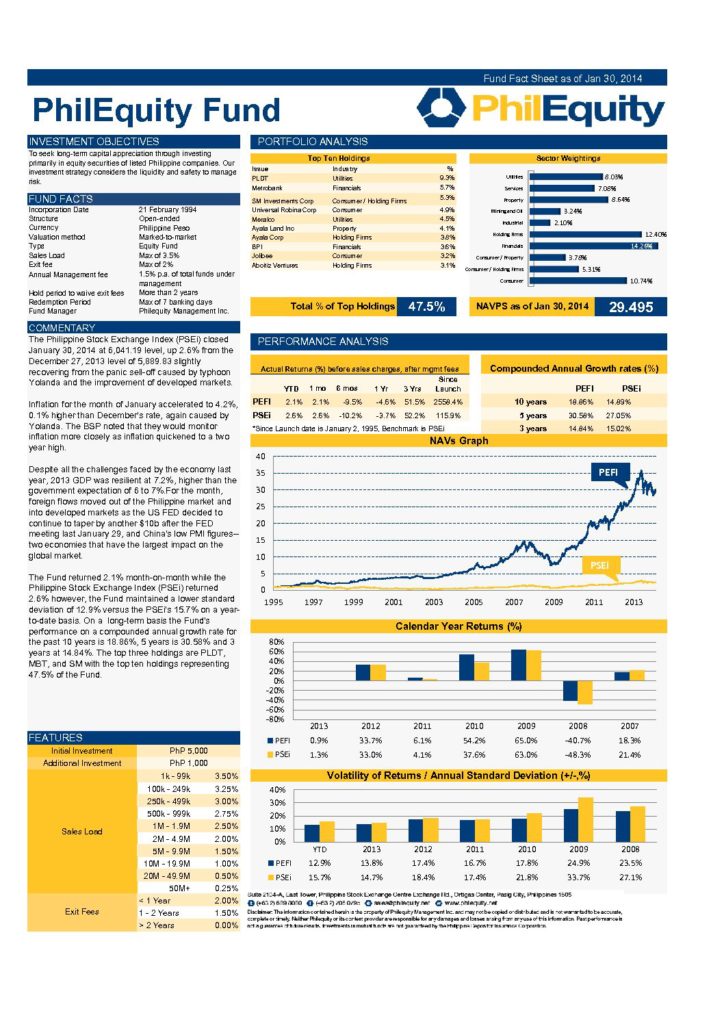 Fund Fact Sheet as of Jan 30, 2014
PhilEquity Fund
PhilEquity
INVESTMENT OBJECTIVES
To seek long-term capital appreciation through investing
primarily in equity securities of listed Philippine companies. Our
investment strategy considers the liquidity and safety to manage
risk.
FUND FACTS
Incorporation Date 21 February 1994
Structure Open-ended
Currency Philippine Peso
Valuation method Marked-to-market
Type Equity Fund
Sales Load Max of 3.5%
Exit fee Max of 2%
Annual Management fee 1.5% p.a. of total funds under
management
Hold period to waive exit fees More than 2 years
Redemption Period Max of 7 banking days
Fund Manager Philequity Management Inc.
COMMENTARY
The Philippine Stock Exchange Index (PSEi) closed
January 30, 2014 at 6,041.19 level, up 2.6% from the
December 27, 2013 level of 5,889.83 slightly
recovering from the panic sell-off caused by typhoon
Yolanda and the improvement of developed markets.
Inflation for the month of January accelerated to 4.2%,
0.1% higher than December's rate, again caused by
Yolanda. The BSP noted that they would monitor
inflation more closely as inflation quickened to a two
year high.
Despite all the challenges faced by the economy last
year, 2013 GDP was resilient at 7.2%, higher than the
government expectation of 6 to 7%.For the month,
foreign flows moved out of the Philippine market and
into developed markets as the US FED decided to
continue to taper by another $10b after the FED
meeting last January 29, and China's low PMI figures--
two economies that have the largest impact on the
global market.
The Fund returned 2.1% month-on-month while the
Philippine Stock Exchange Index (PSEi) returned
2.6% however, the Fund maintained a lower standard
deviation of 12.9% versus the PSEi's 15.7% on a year-
to-date basis. On a long-term basis the Fund's
performance on a compounded annual growth rate for
the past 10 years is 18.86%, 5 years is 30.58% and 3
years at 14.84%. The top three holdings are PLDT,
MBT, and SM with the top ten holdings representing
47.5% of the Fund.
FEATURES
Initial Investment PhP 5,000
Additional Investment PhP 1,000
Sales Load
1k - 99k 3.50%
100k - 249k 3.25%
250k - 499k 3.00%
500k - 999k 2.75%
1M - 1.9M 2.50%
2M - 4.9M 2.00%
5M - 9.9M 1.50%
10M - 19.9M 1.00%
20M - 49.9M 0.50%
50M+ 0.25%
Exit Fees
< 1 Year 2.00%
1 - 2 Years 1.50%
> 2 Years 0.00%
PORTFOLIO ANALYSIS
Top Ten Holdings
Issue Industry %
PLDT Utilities 9.3%
Metrobank Financials 5.7%
SM Investments Corp Consumer / Holding Firms 5.3%
Universal Robina Corp Consumer 4.9%
Meralco Utilities 4.5%
Ayala Land Inc Property 4.1%
Ayala Corp Holding Firms 3.8%
BPI Financials 3.6%
Jolibee Consumer 3.2%
Aboitiz Ventures Holding Firms 3.1%
Total % of Top Holdings 47.5%
Sector Weightings
Utilities 8.03%
Services 7.08%
Property 8.64%
Mining and Oil 3.24%
Industrial 2.10%
Holding Firms 12.40%
Financials 14.26%
Consumer / Property 3.78%
Consumer / Holding Firms 5.31%
Consumer 10.74%
NAVPS as of Jan 30, 2014 29.495
PERFORMANCE ANALYSIS
Actual Returns (%) before sales charges, after mgmt fees
YTD 1 mo 6 mos 1 Yr 3 Yrs Since Launch
PEFI 2.1% 2.1% -9.5% -4.6% 51.5% 2558.4%
PSEi 2.6% 2.6% -10.2% -3.7% 52.2% 115.9%
*Since Launch date is January 2, 1995, Benchmark is PSEi
Compounded Annual Growth rates (%)
PEFI PSEi
10 years 18.86% 14.89%
5 years 30.58% 27.05%
3 years 14.84% 15.02%
NAVs Graph
40
35
30
25
20
15
10
5
0
PEFI
PSEi
1995 1997 1999 2001 2003 2005 2007 2009 2011 2013
Calendar Year Returns (%)
80%
60%
40%
20%
0%
-20%
-40%
-60%
-80%
2013 2012 2011 2010 2009 2008 2007
PEFI 0.9% 33.7% 6.1% 54.2% 65.0% -40.7% 18.3%
PSEi 1.3% 33.0% 4.1% 37.6% 63.0% -48.3% 21.4%
Volatility of Returns / Annual Standard Deviation (+/-,%)
40%
30%
20%
10%
0%
YTD 2013 2012 2011 2010 2009 2008
PEFI 12.9% 13.8% 17.4% 16.7% 17.8% 24.9% 23.5%
PSEi 15.7% 14.7% 18.4% 17.4% 21.8% 33.7% 27.1%
Suite 2104-A, East Tower, Philippine Stock Exchange Centre Exchange Rd., Ortigas Center, Pasig City, Philippines 1605
sales@philequity.net www.philequity.net
Disclaimer: The information contained herein is the property of Philequity Management Inc. and may not be copied or distributed and is not warranted to be accurate,
complete or timely. Neither Philequity or its content provider are responsible for any damages and losses arising from any use of this information. Past performance is
not a guarantee of future results. Investments in mutual funds are not guaranteed by the Philippine Deposit or Insurance Corporation.